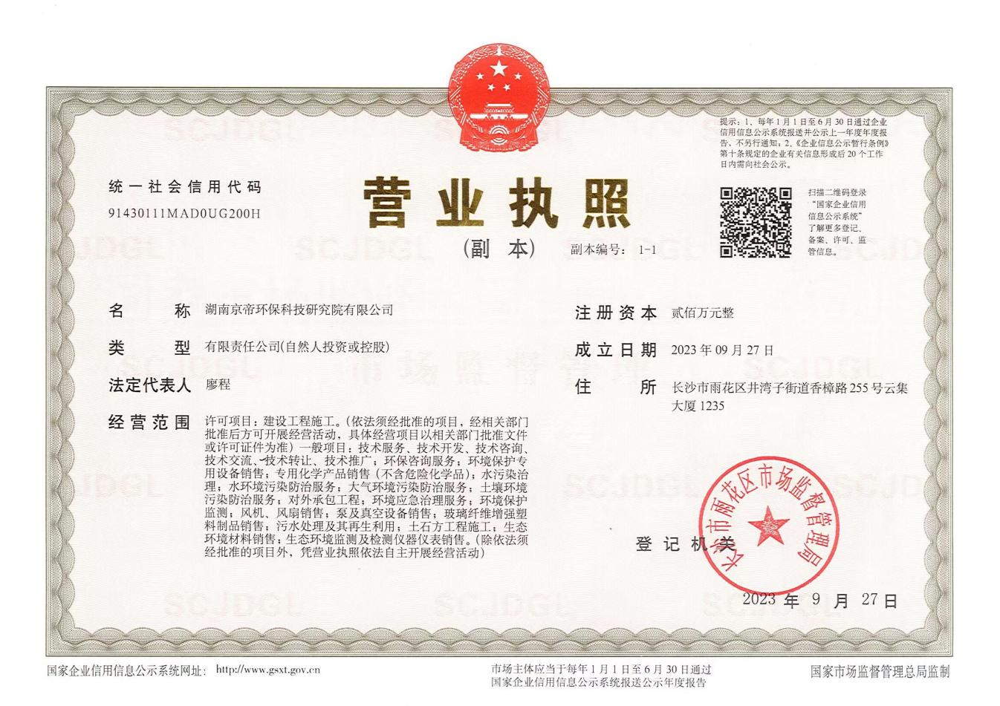 提示：1、每年1月1日至6月30日通过企业
信用信息公示系统报送并公示上一年度年度报
告，不另行通知；2、《企业信息公示暂行条例》
第十条规定的企业有关信息形成后20个工作
日内需向社会公示。
统一社会信用代码
91430111MAD0UG200H
营业执照
（副 本）
副本编号： 1-1
扫描二维码登录
“国家企业信用
信息公示系统”
了解更多登记、
备案、许可、监
管信息。
名 称 湖南京帝环保科技研究院有限公司
类 型 有限责任公司(自然人投资或控股)
法定代表人 廖程
经营范围 许可项目：建设工程施工。(依法须经批准的项目，经相关部门
批准后方可开展经营活动，具体经营项目以相关部门批准文件
或许可证件为准）一般项目：技术服务、技术开发、技术咨询、
技术交流、技术转让、技术推广；环保咨询服务；环境保护专
用设备销售；专用化学产品销售（不含危险化学品）；水污染治
理；水环境污染防治服务；大气环境污染防治服务；土壤环境
污染防治服务；对外承包工程；环境应急治理服务；环境保护
监测；风机、风扇销售；泵及真空设备销售；玻璃纤维增强塑
料制品销售；污水处理及其再生利用；土石方工程施工；生态
环境材料销售；生态环境监测及检测仪器仪表销售。(除依法须
经批准的项目外，凭营业执照依法自主开展经营活动）
注册资本 贰佰万元整
成立日期 2023年09月27日
住 所 长沙市雨花区井湾子街道香樟路255号云集
大厦1235
登记机关
长沙市雨花区市场监督管理局
2023 年 9 月 27 日
SCJDGL
SCJDGL
SCJDGL
JDGL
SCJDGL
SCJDGL
SCJD
SCJDGL
市场监督管理
SCJDGL
JDGL
SCJDGL
SCJDGL
SCJD
SCJDGL
SCJDGL
SCJDGL
国家企业信用信息公示系统网址： http://www.gsxt.gov.cn
市场主体应当于每年1月1日至6月30日通过
国家企业信用信息公示系统报送公示年度报告
国家市场监督管理总局监制